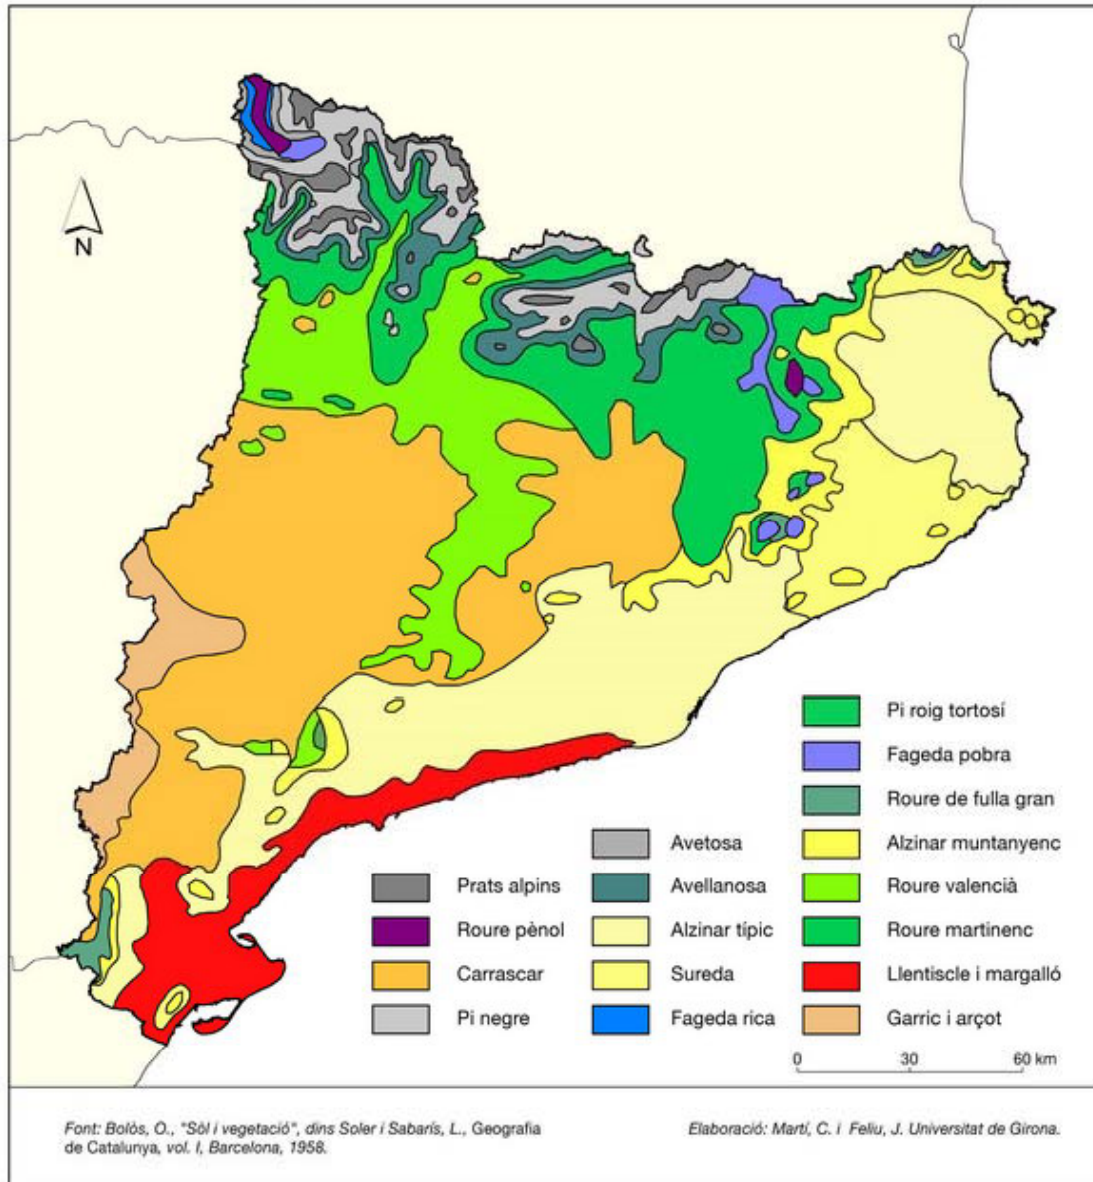 N
Avetosa
Prats alpins
Avellanosa
Roure pènol
Alzinar típic
Carrascar
Sureda
Pi negre
Fageda rica
Pi roig tortosí
Fageda pobra
Roure de fulla gran
Alzinar muntanyenc
Roure valencià
Roure martinenc
Llentiscle i margalló
Garric i arçot
0 30 60 km
Font: Bolòs, O., "Sòl i vegetació", dins Soler i Sabarís, L., Geografia
de Catalunya, vol. I, Barcelona, 1958.
Elaboració: Martí, C. i Feliu, J. Universitat de Girona.